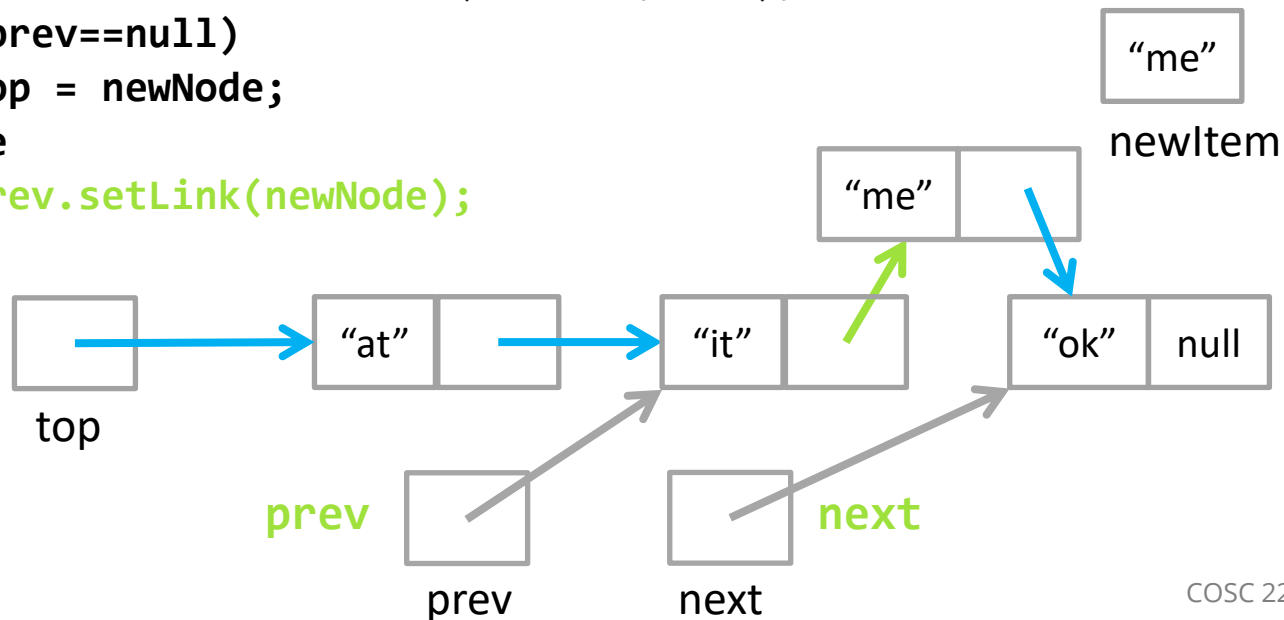 prev==null)
op = newNode;
e
rev.setLink(newNode);
“me”
newItem
“me”
“at”
“it”
“ok” null
top
prev
next
prev
next
COSC 22